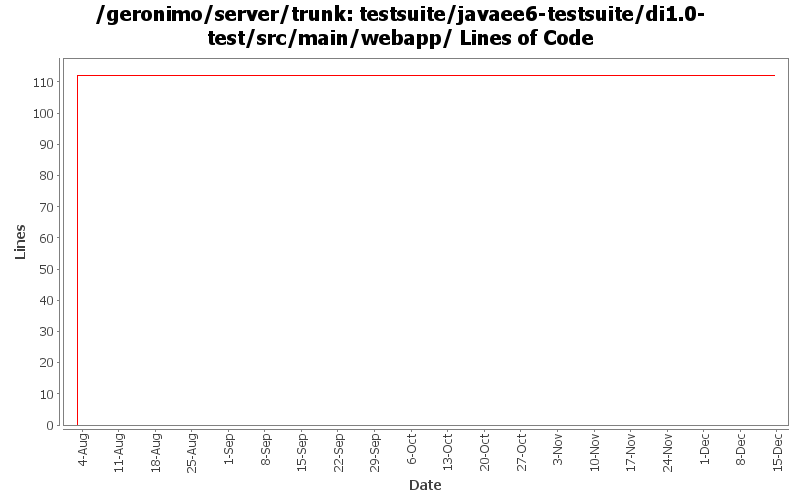 /geronimo/server/trunk: testsuite/javaee6-testsuite/di1.0-
test/src/main/webapp/ Lines of Code
110
100
90
80
70
60
50
40
30
20
10
0
Lines
4-Aug
11-Aug
18-Aug
25-Aug
1-Sep
8-Sep
15-Sep
22-Sep
29-Sep
6-Oct
13-Oct
20-Oct
27-Oct
3-Nov
10-Nov
17-Nov
24-Nov
1-Dec
8-Dec
15-Dec
Date